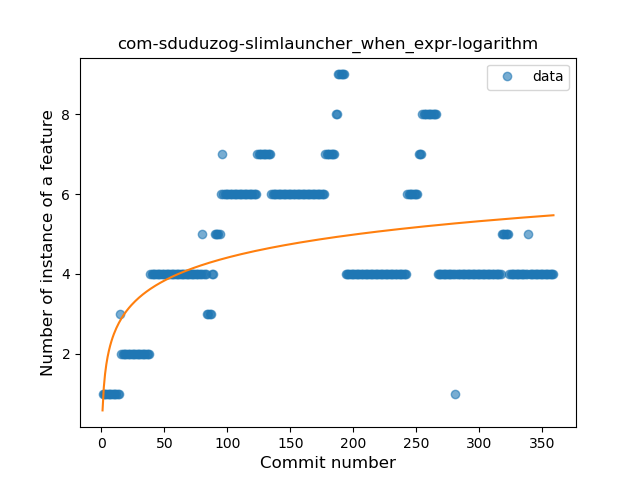 com-sduduzog-slimlauncher_when_expr-logarithm
data
Number of instance of a feature
8
6
4
2
0 50 100 150 200 250 300 350
Commit number